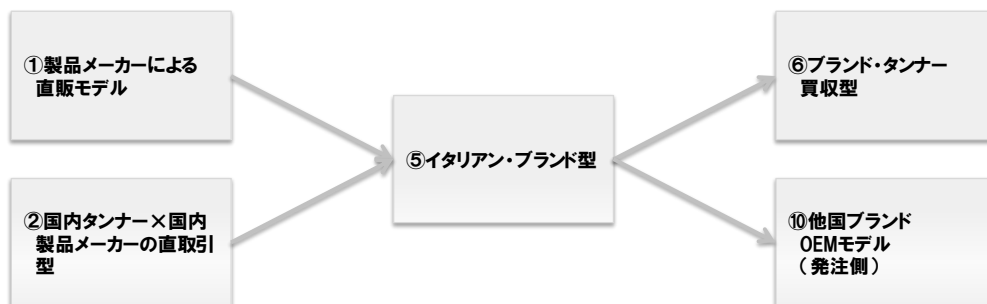 ①製品メーカーによる
直販モデル
②国内タンナー×国内
製品メーカーの直取引
型
⑤イタリアン・ブランド型
⑥ブランド・タンナー
買収型
⑩他国ブランド
OEMモデル
(発注側)